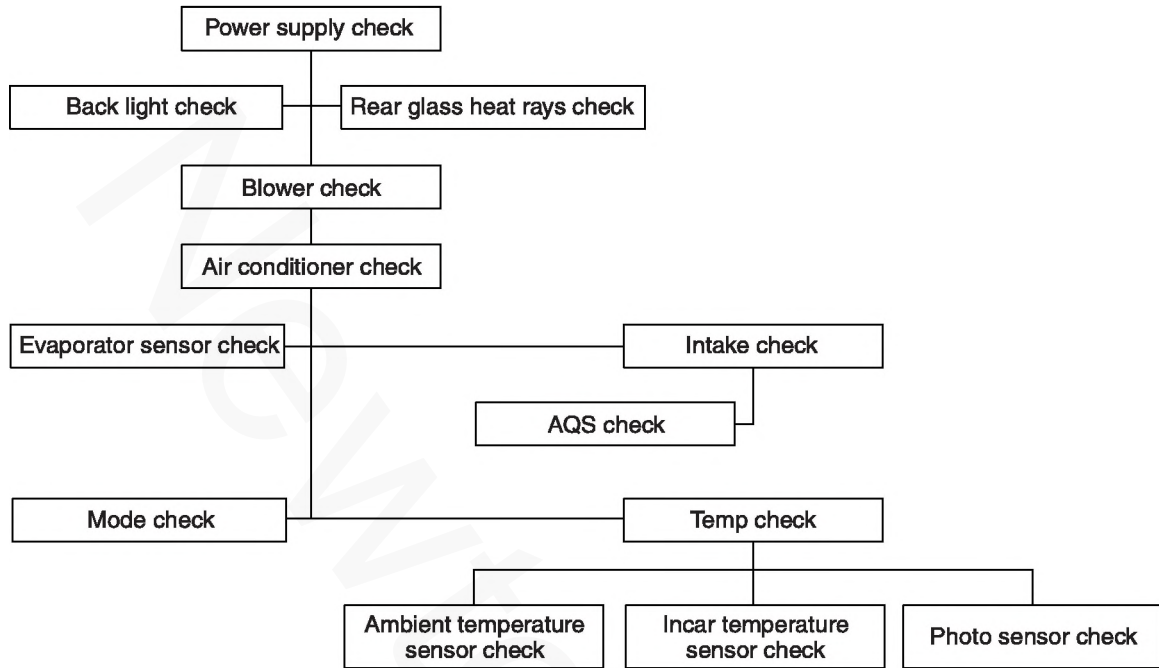 Power supply check
Back light check
Rear glass heat rays check
Blower check
Air conditioner check
Evaporator sensor check
Intake check
AQS check
Mode check
Temp check
Ambient temperature
sensor check
Incar temperature
sensor check
Photo sensor check